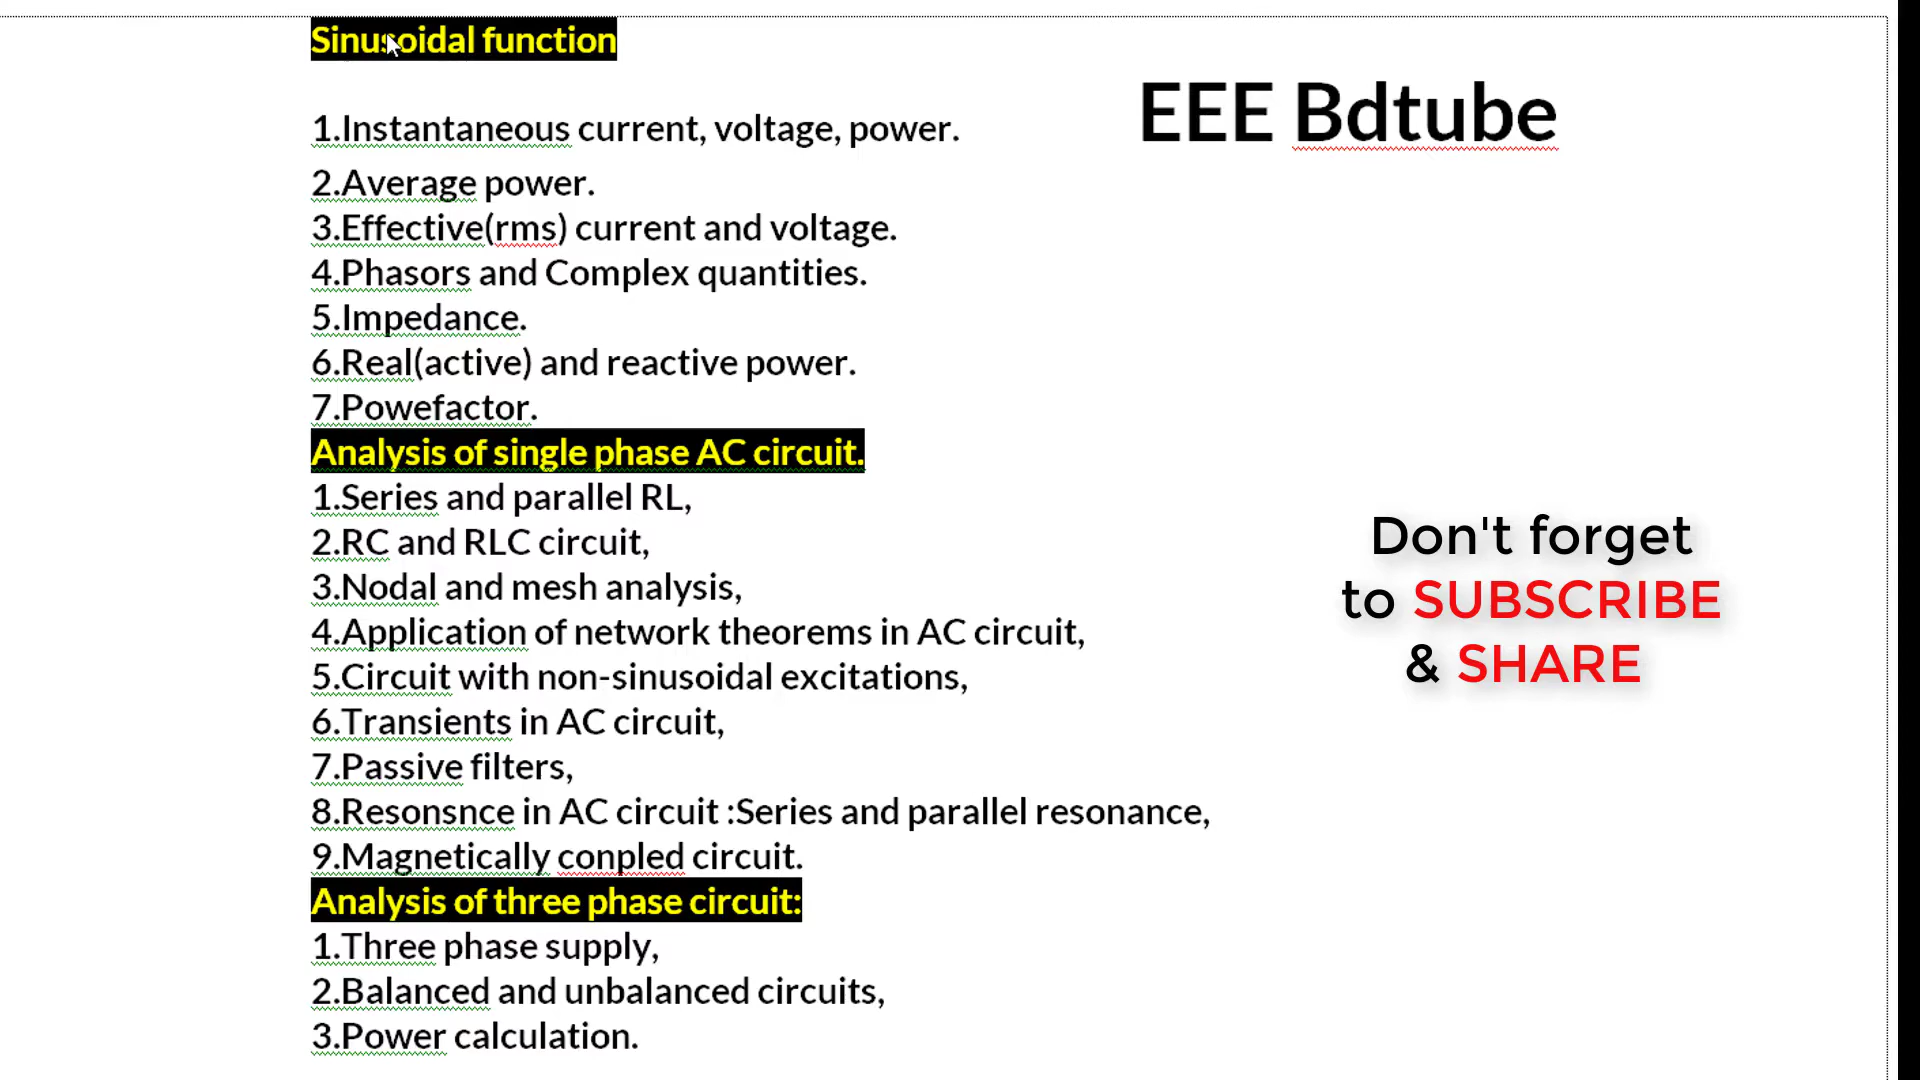 Sinusoidal function
EEE Bdtube
1.Instantaneous current, voltage, power.
2.Average power.
3.Effective(rms) current and voltage.
4.Phasors and Complex quantities.
5.Impedance.
6.Real(active) and reactive power.
7.Powefactor.
Analysis of single phase AC circuit.
1.Series and parallel RL,
2.RC and RLC circuit,
3.Nodal and mesh analysis,
4.Application of network theorems in AC circuit,
5.Circuit with non-sinusoidal excitations,
6.Transients in AC circuit,
7.Passive filters,
8.Resonsnce in AC circuit :Series and parallel resonance,
9.Magnetically conpled circuit.
Analysis of three phase circuit:
1.Three phase supply,
2.Balanced and unbalanced circuits,
3.Power calculation.
Don't forget
to SUBSCRIBE
& SHARE